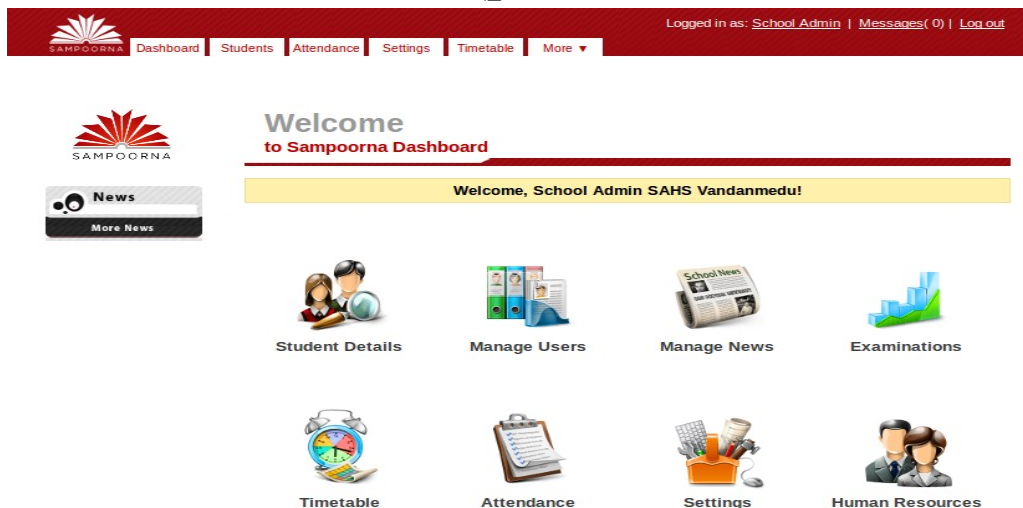 Logged in as: School Admin | Messages( 0) | Log out
SAMPOORNA
Dashboard Students Attendance Settings Timetable More ▼
SAMPOORNA
Welcome
to Sampoorna Dashboard
News
More News
Welcome, School Admin SAHS Vandanmedu!
School News
Student Details Manage Users Manage News Examinations
Timetable Attendance Settings Human Resources